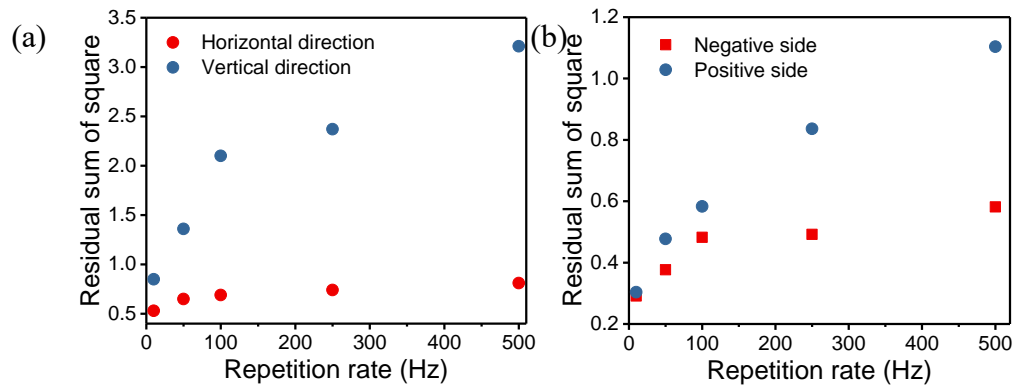 (a)
Residual sum of square
3.5
3.0
2.5
2.0
1.5
1.0
0.5
Horizontal direction
Vertical direction
0 100 200 300 400 500
Repetition rate (Hz)
(b)
Residual sum of square
1.2
1.0
0.8
0.6
0.4
0.2
Negative side
Positive side
0 100 200 300 400 500
Repetition rate (Hz)